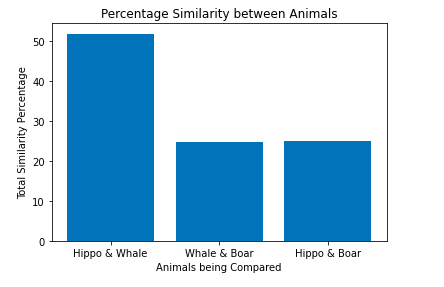 Percentage Similarity between Animals
Total Similarity Percentage
50
40
30
20
10
0
Hippo & Whale
Whale & Boar
Hippo & Boar
Animals being Compared